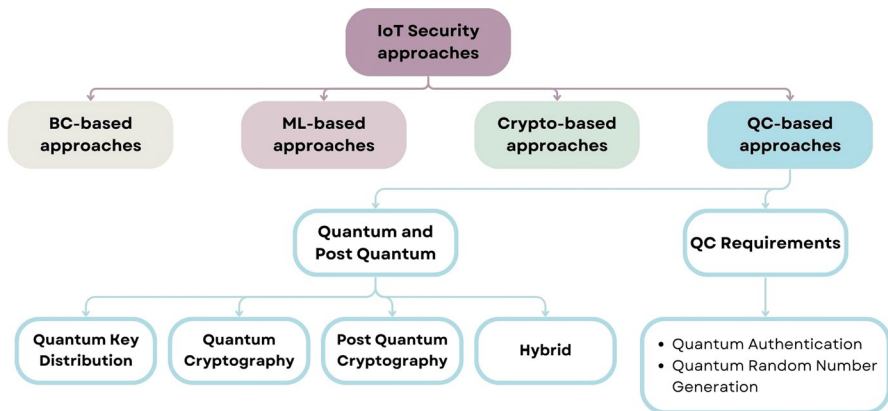 IoT Security
approaches
BC-based
approaches
ML-based
approaches
Crypto-based
approaches
QC-based
approaches
Quantum and
Post Quantum
QC Requirements
Quantum Key
Distribution
Quantum
Cryptography
Post Quantum
Cryptography
Hybrid
• Quantum Authentication
• Quantum Random Number
Generation